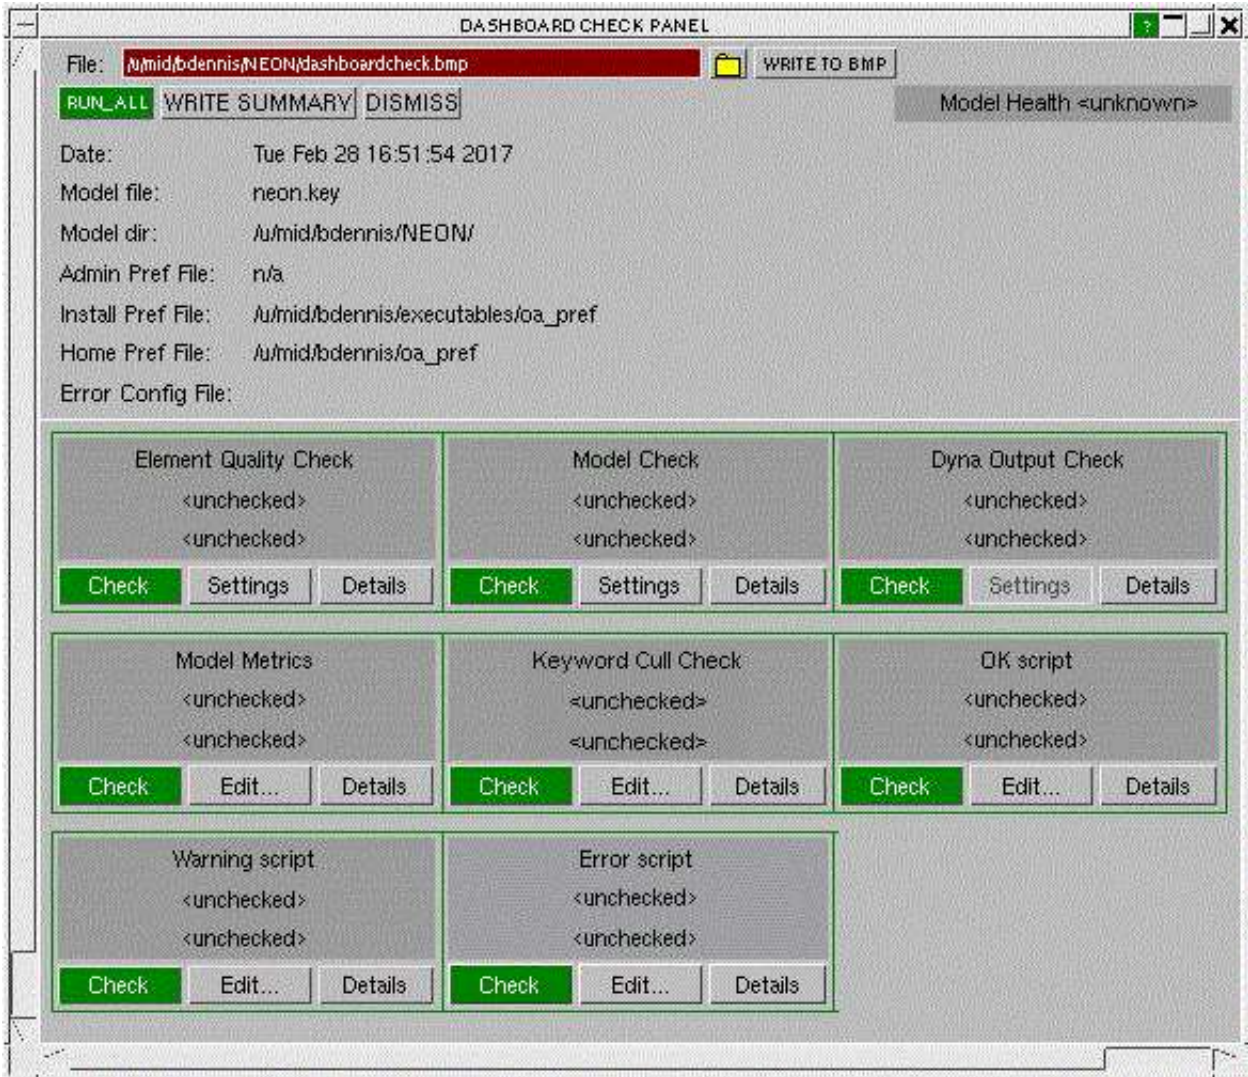 DASHBOARD CHECK PANEL ?
File: /u/mid/bdennis/NEON/dashboardcheck.bmp WRITE TO BMP
RUN_ALL WRITE SUMMARY DISMISS Model Health <unknown>
Date: Tue Feb 28 16:51:54 2017
Model file: neon.key
Model dir: /u/mid/bdennis/NEON/
Admin Pref File: n/a
Install Pref File: /u/mid/bdennis/executables/oa_pref
Home Pref File: /u/mid/bdennis/oa_pref
Error Config File:
Element Quality Check Model Check Dyna Output Check
<unchecked> <unchecked> <unchecked>
<unchecked> <unchecked> <unchecked>
Check Settings Details Check Settings Details Check Settings Details
Model Metrics Keyword Cull Check OK script
<unchecked> <unchecked> <unchecked>
<unchecked> <unchecked> <unchecked>
Check Edit... Details Check Edit... Details Check Edit... Details
Warning script Error script
<unchecked> <unchecked>
<unchecked> <unchecked>
Check Edit... Details Check Edit... Details